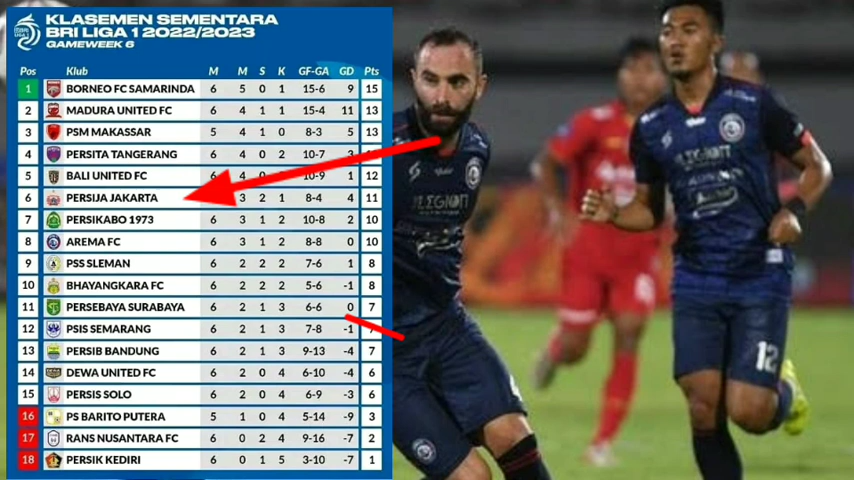 KLASEMEN SEMENTARA
BRI LIGA 1 2022/2023
GAMEWEEK 6
Pos Klub M M S K GF-GA GD Pts
1 BORNEO FC SAMARINDA 6 5 0 1 15-6 9 15
2 MADURA UNITED FC 6 4 1 1 15-4 11 13
3 PSM MAKASSAR 5 4 1 0 8-3 5 13
4 PERSITA TANGERANG 6 4 0 2 10-7 3
5 BALI UNITED FC 6 4 0 10-9 1 12
6 PERSIJA JAKARTA 3 2 1 8-4 4 11
7 PERSIKABO 1973 6 3 1 2 10-8 2 10
8 AREMA FC 6 3 1 2 8-8 0 10
9 PSS SLEMAN 6 2 2 2 7-6 1 8
10 BHAYANGKARA FC 6 2 2 2 5-6 -1 8
11 PERSEBAYA SURABAYA 6 2 1 3 6-6 0 7
12 PSIS SEMARANG 6 2 1 3 7-8 -1 7
13 PERSIB BANDUNG 6 2 1 3 9-13 -4 7
14 DEWA UNITED FC 6 2 0 4 6-10 -4 6
15 PERSIS SOLO 6 2 0 4 6-9 -3 6
16 PS BARITO PUTERA 5 1 0 4 5-14 -9 3
17 RANS NUSANTARA FC 6 0 2 4 9-16 -7 2
18 PERSIK KEDIRI 6 0 1 5 3-10 -7 1
12